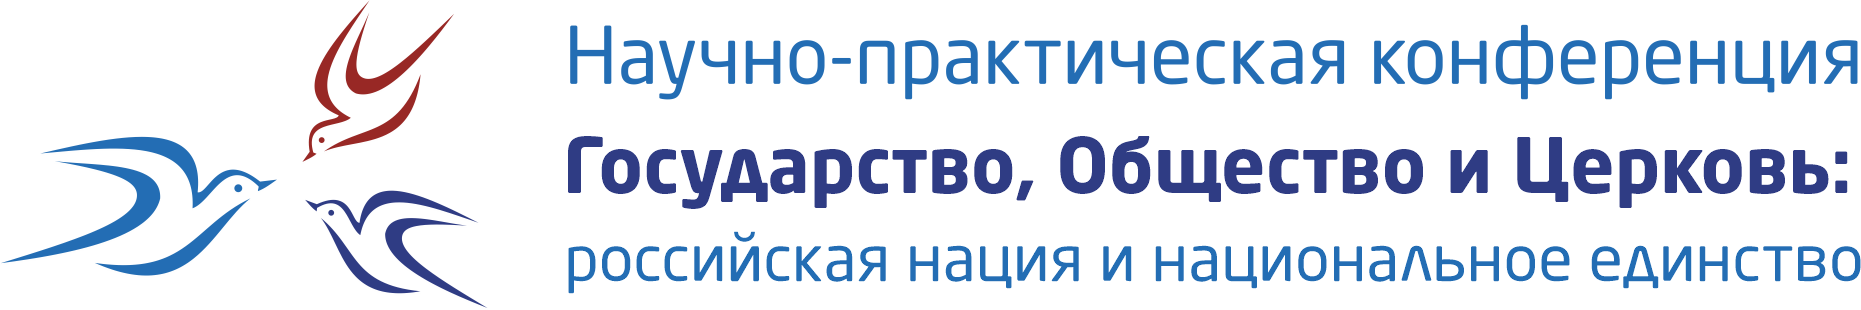 Научно-практическая конференция
Государство, Общество и Церковь:
российская нация и национальное единство